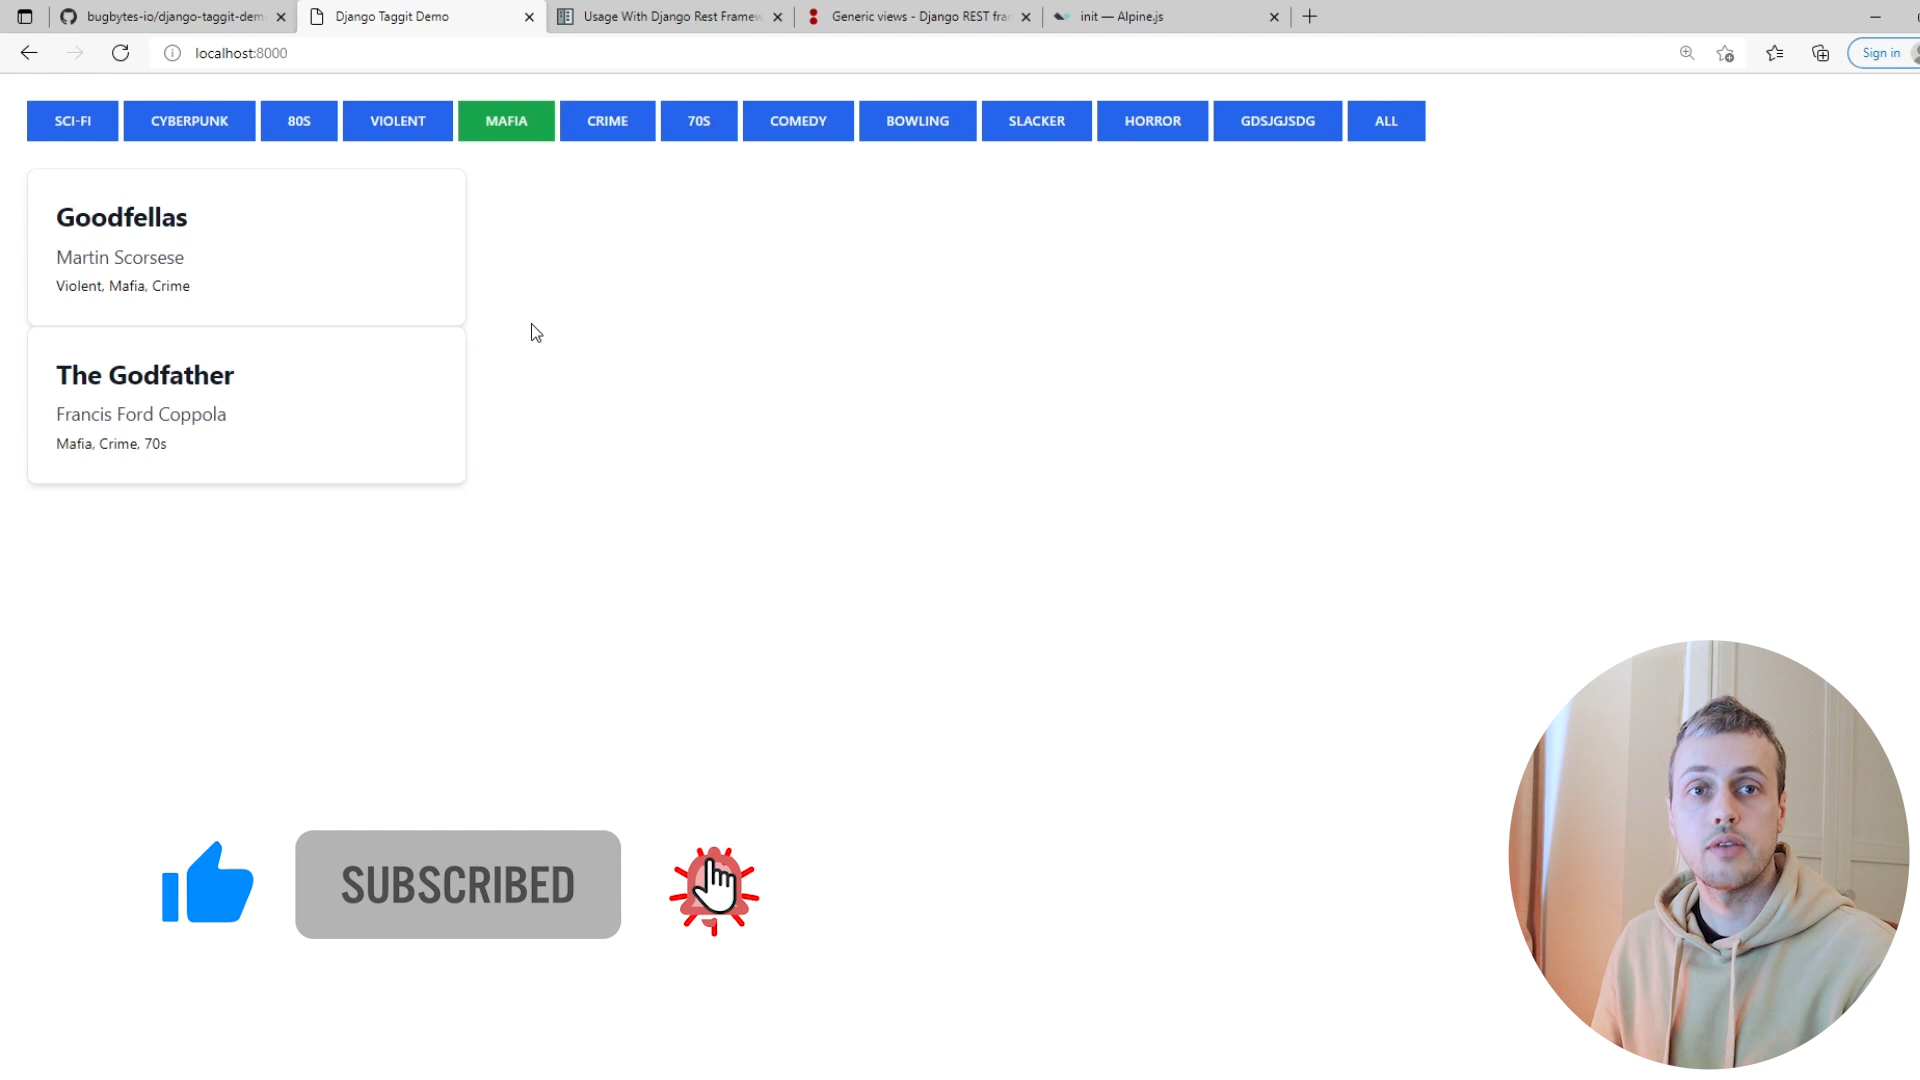 bugbytes-io/django-taggit-dem
Django Taggit Demo
Usage With Django Rest Framew
Generic views - Django REST fra
init — Alpine.js
localhost:8000
Sign in
SCI-FI
CYBERPUNK
80S
VIOLENT
MAFIA
CRIME
70S
COMEDY
BOWLING
SLACKER
HORROR
GDSJGJSDG
ALL
Goodfellas
Martin Scorsese
Violent, Mafia, Crime
The Godfather
Francis Ford Coppola
Mafia, Crime, 70s
SUBSCRIBED